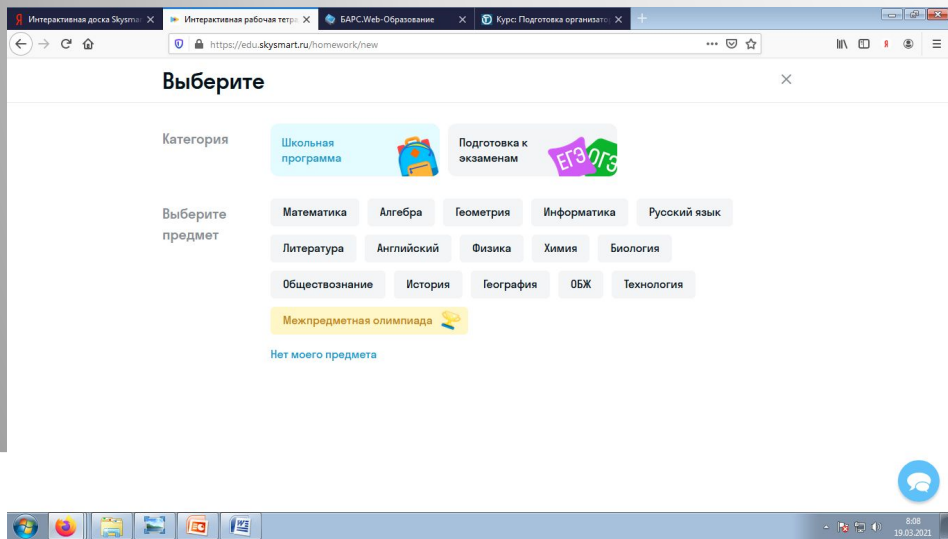 Интерактивная доска Skysmar
Интерактивная рабочая тетра
БАРС.Web-Образование
Курс: Подготовка организатор
https://edu.skysmart.ru/homework/new
Выберите
Категория
Школьная
программа
Подготовка к
экзаменам
ЕГЭ ОГЭ
Выберите
предмет
Математика Алгебра Геометрия Информатика Русский язык
Литература Английский Физика Химия Биология
Обществознание История География ОБЖ Технология
Межпредметная олимпиада
Нет моего предмета
8:08
19.03.2021